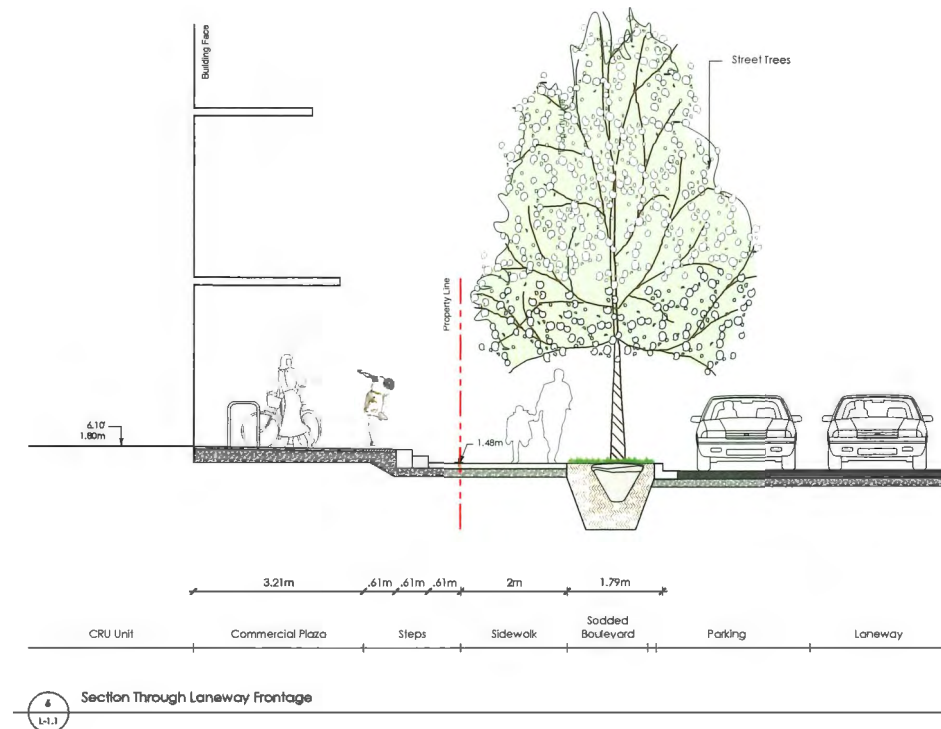 Building Face
Street Trees
Property Line
6.10'
1.80m
1.48m
3.21m
.61m .61m .61m
2m
1.79m
CRU Unit
Commercial Plaza
Steps
Sidewalk
Sodded
Boulevard
Parking
Laneway
6
L-1.1
Section Through Laneway Frontage